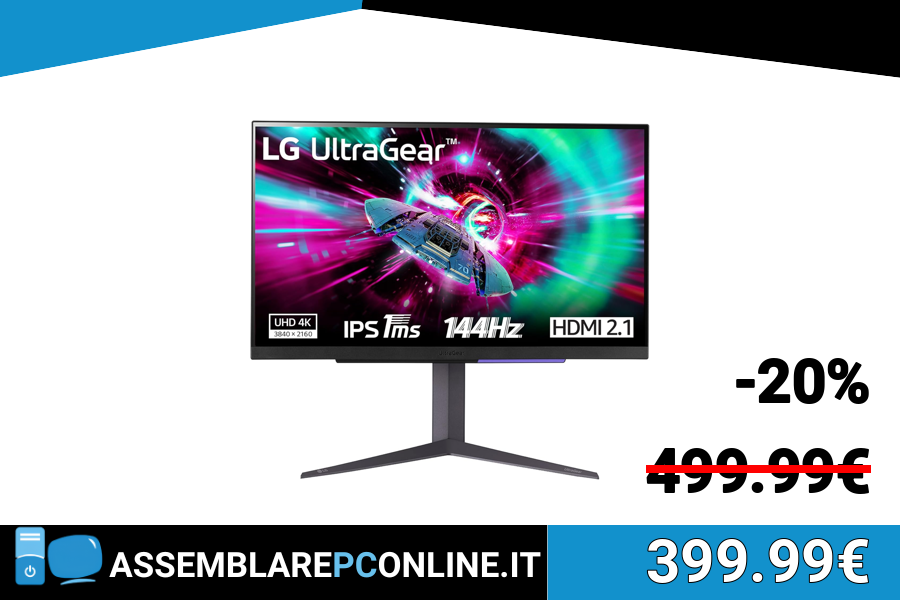 LG UltraGear™
UHD 4K
3840 × 2160
IPS 1ms
144Hz
HDMI 2.1
70
-20%
499.99€
ASSEMBLAREPCONLINE.IT
399.99€